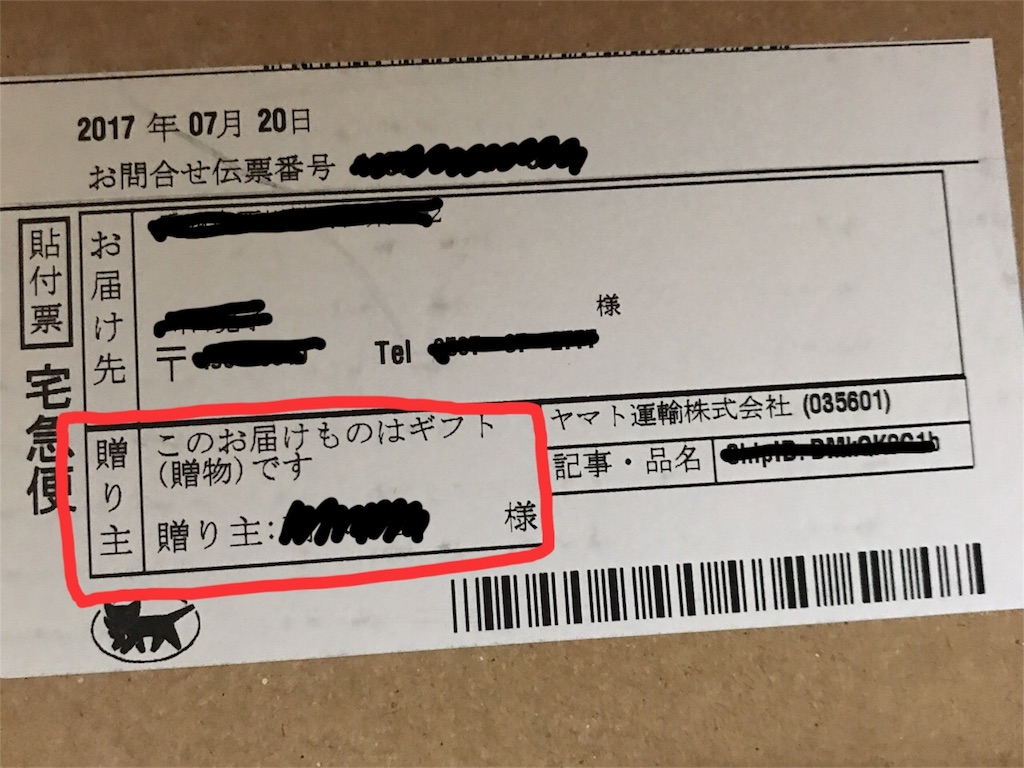 2017 年 07月 20日
お問合せ伝票番号
貼付票
宅急便
お届け先
様
〒
Tel
贈り主
このお届けものはギフト
(贈物)です
贈り主:
様
ヤマト運輸株式会社 (035601)
記事・品名